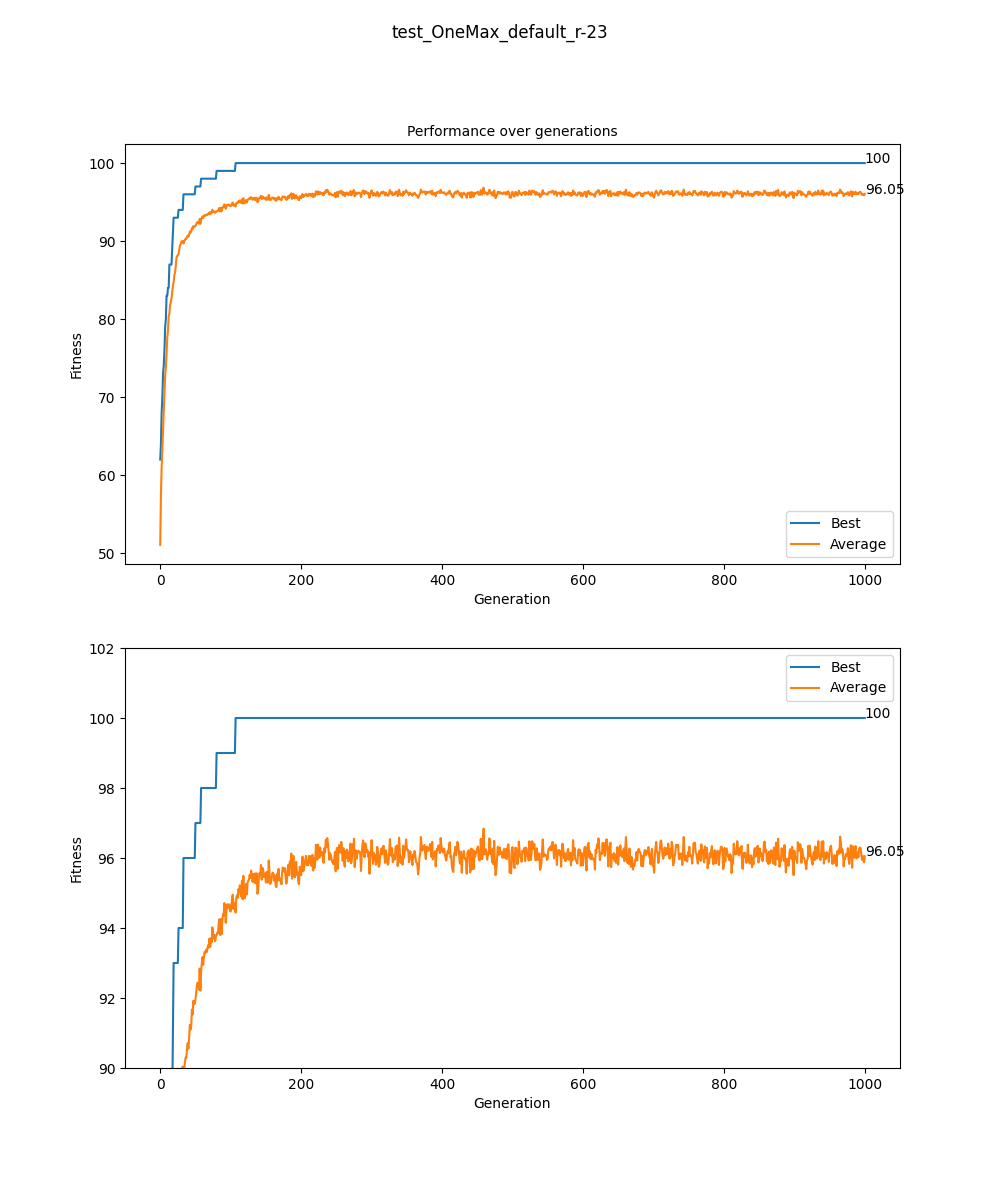 test_OneMax_default_r-23
Performance over generations
100
96.05
100
90
80
70
60
50
Fitness
Best
Average
0 200 400 600 800 1000
Generation
102
100
98
96
94
92
90
Fitness
Best
Average
100
96.05
0 200 400 600 800 1000
Generation